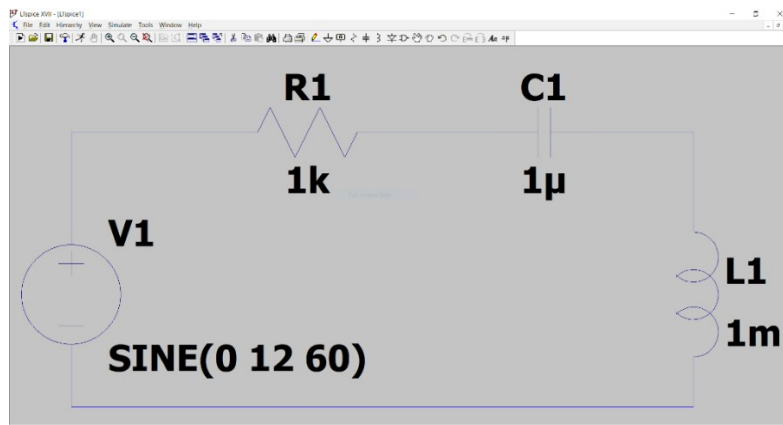 LTspice XVII - [LTspice1]
File Edit Hierarchy View Simulate Tools Window Help
R1
C1
1k
1µ
V1
L1
1m
SINE(0 12 60)